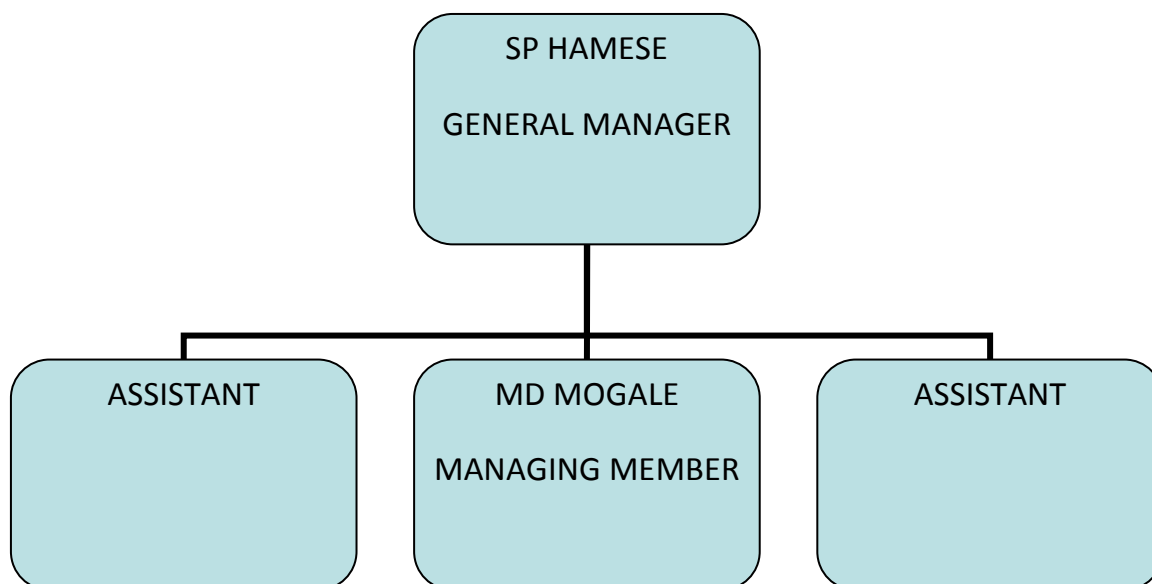 SP HAMESE
GENERAL MANAGER
ASSISTANT
MD MOGALE
MANAGING MEMBER
ASSISTANT